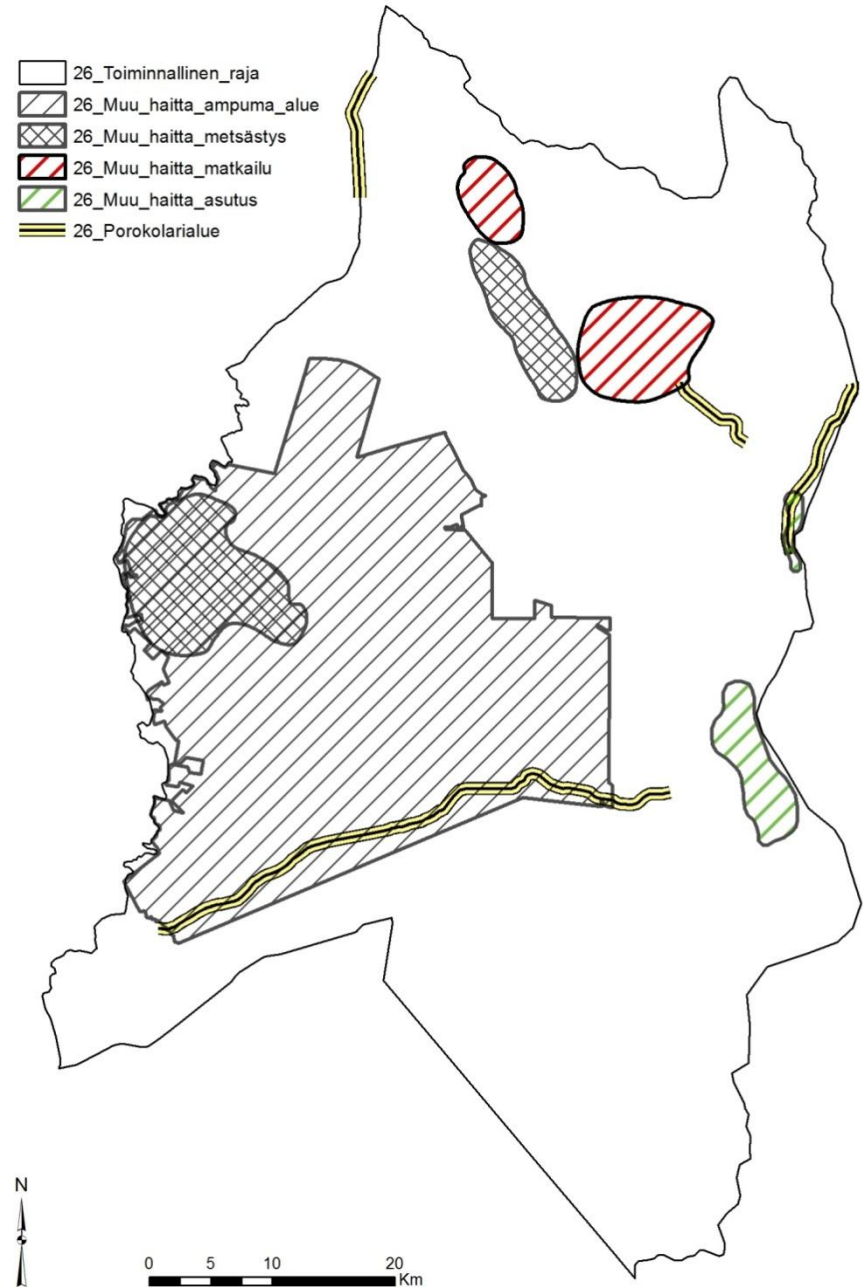 26_Toiminnallinen_raja
26_Muu_haitta_ampuma_alue
26_Muu_haitta_metsästys
26_Muu_haitta_matkailu
26_Muu_haitta_asutus
26_Porokolarialue
N
0 5 10 20
Km